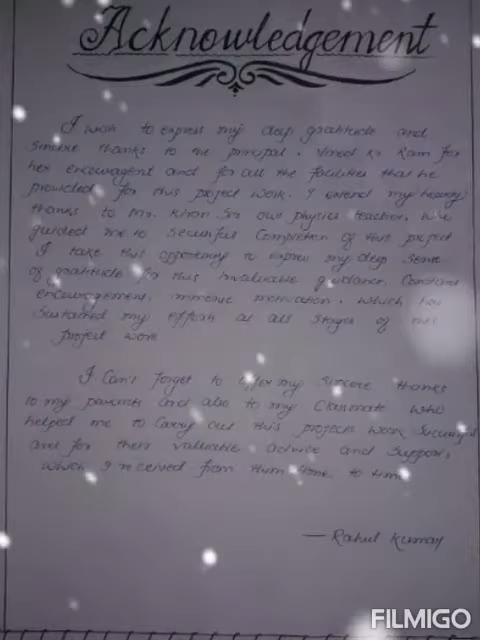 Acknowledgement
I wish to express my deep gratitude and
sincere thanks to the principal, Vinod Kr Ram for
her encouragent and for all the facilities that he
provided for this project work. I extend my hearty
thanks to Mr. Khan Sir our physics teacher, who
guided me to Secussful Completion of this project
I take this opportunity to express my deep sense
of gratitude for this invaluable guidance, Constant
encouragement, immense motivation, which has
Sustained my efforts at all stages of this
project work
I Can't forget to offer my sincere thanks
to my parents and also to my Classmate who
helped me to Carry out this projects work
and for their valuable advice and support,
which I received from them time to time
— Rahul Kumar
FILMIGO